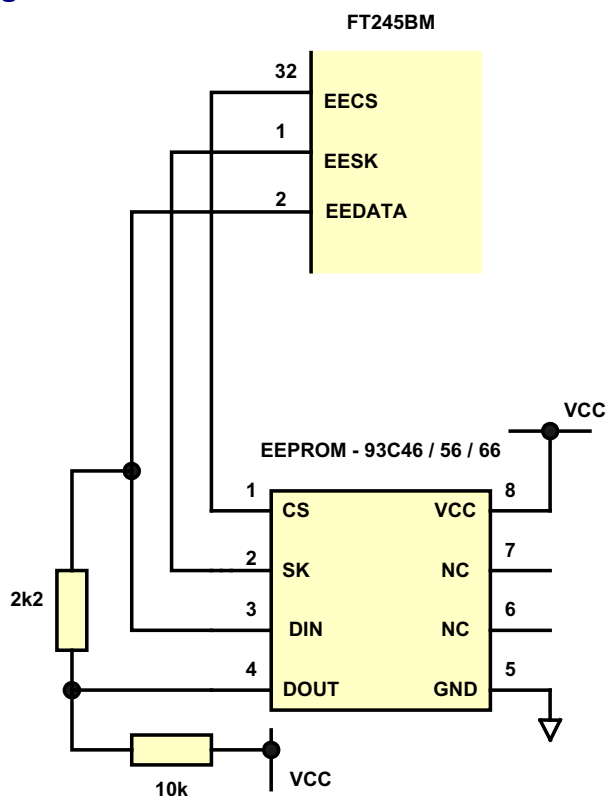 FT245BM
32
EECS
1
EESK
2
EEDATA
VCC
EEPROM - 93C46 / 56 / 66
1
CS
VCC
8
2
SK
NC
7
2k2
3
DIN
NC
6
4
DOUT
GND
5
VCC
10k